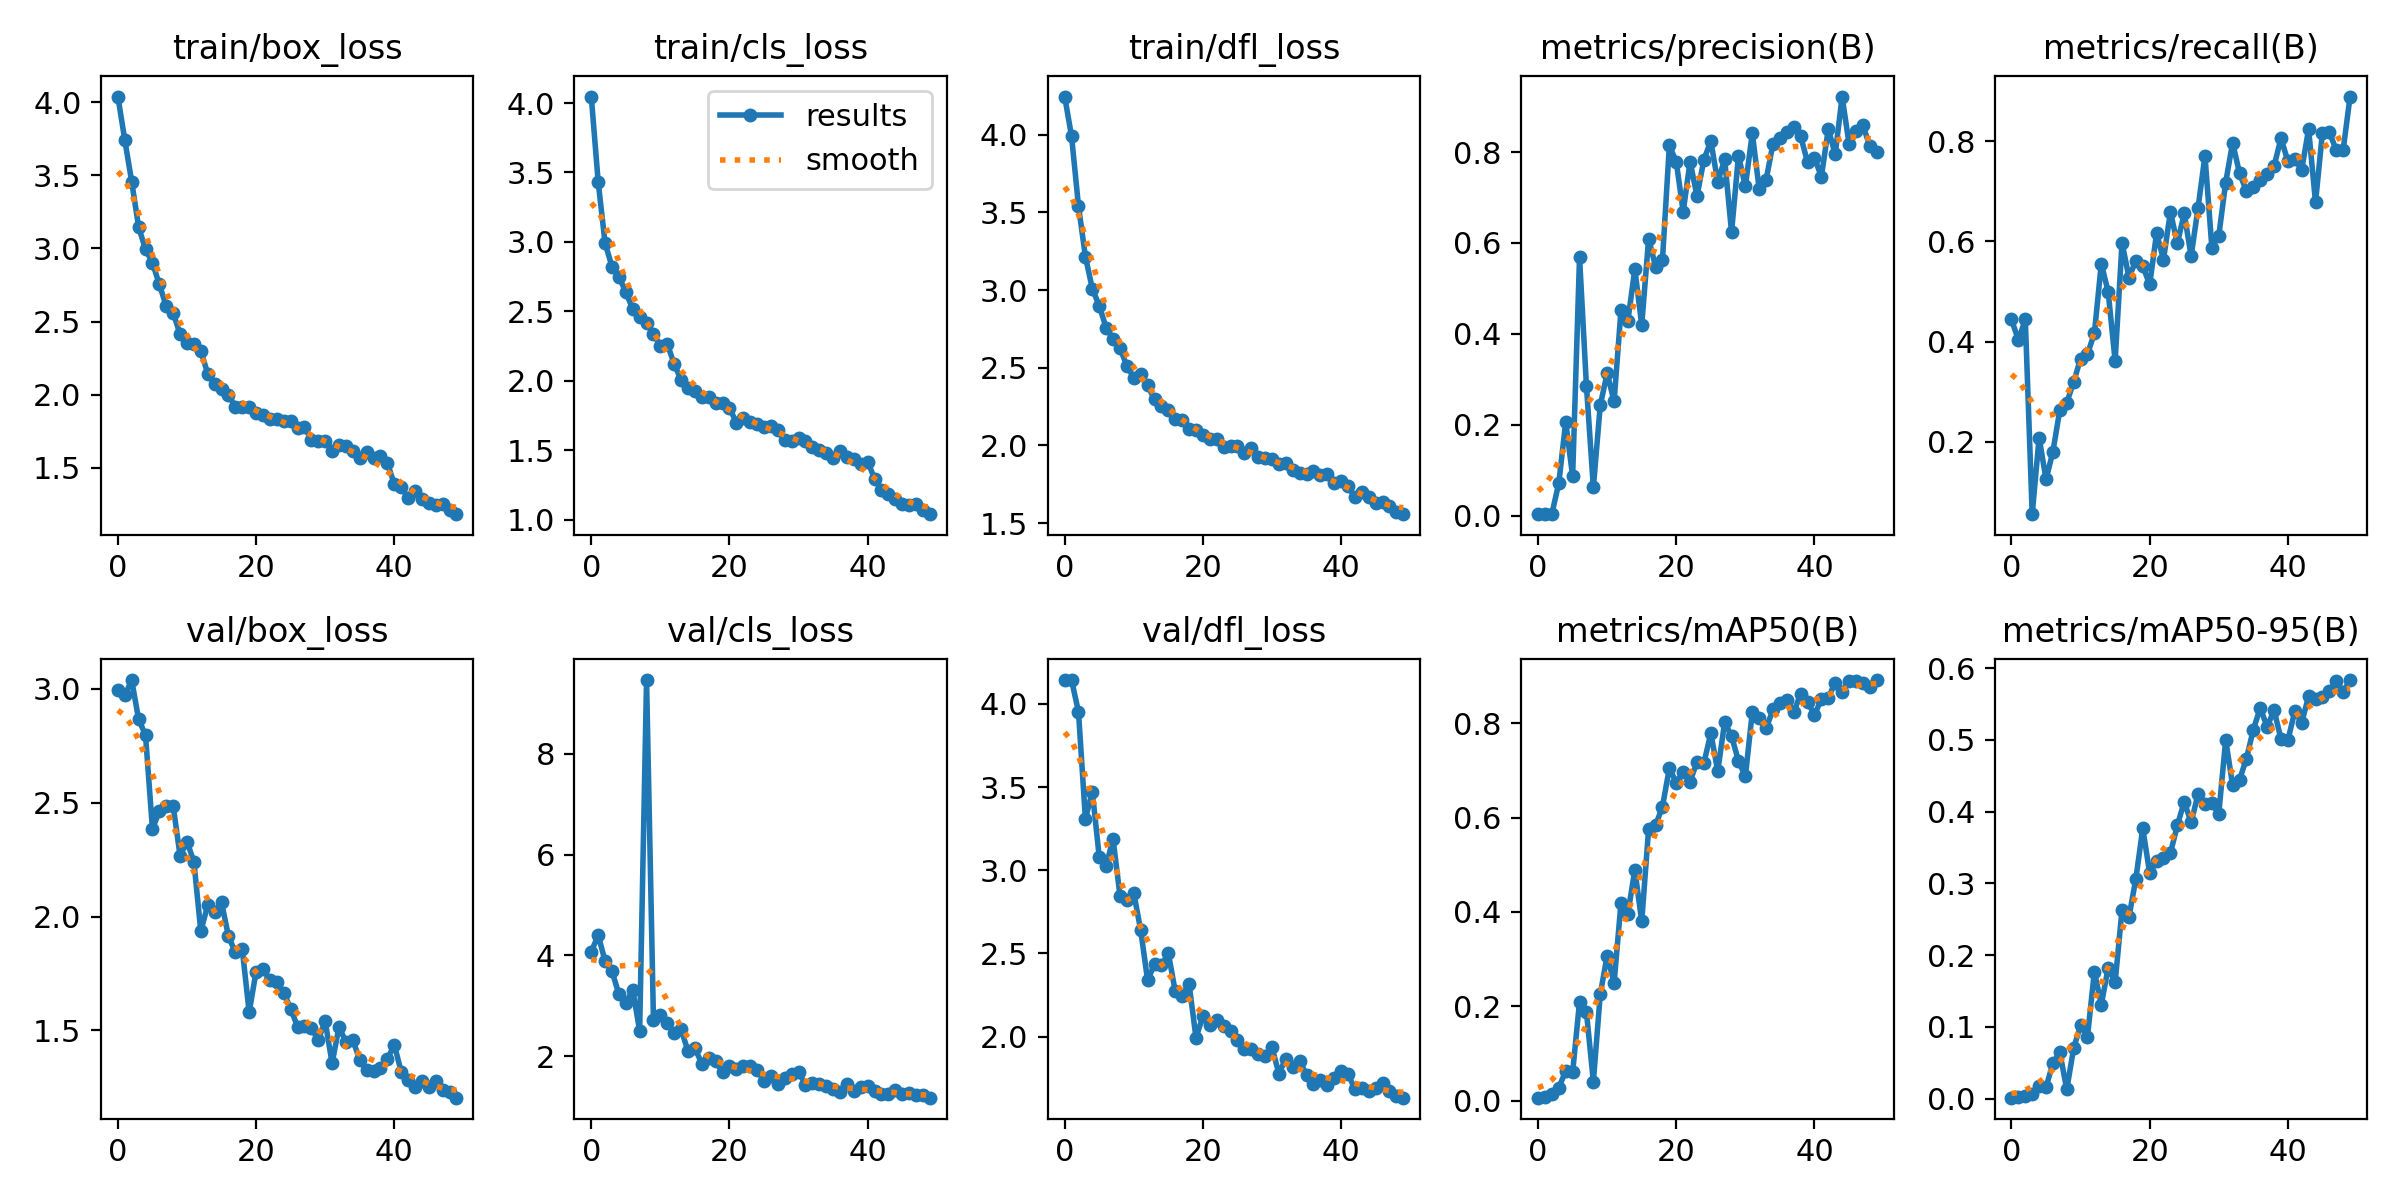 train/box_loss
4.0
3.5
3.0
2.5
2.0
1.5
0 20 40
train/cls_loss
results
smooth
4.0
3.5
3.0
2.5
2.0
1.5
1.0
0 20 40
train/dfl_loss
4.0
3.5
3.0
2.5
2.0
1.5
0 20 40
metrics/precision(B)
0.8
0.6
0.4
0.2
0.0
0 20 40
metrics/recall(B)
0.8
0.6
0.4
0.2
0 20 40
val/box_loss
3.0
2.5
2.0
1.5
0 20 40
val/cls_loss
8
6
4
2
0 20 40
val/dfl_loss
4.0
3.5
3.0
2.5
2.0
0 20 40
metrics/mAP50(B)
0.8
0.6
0.4
0.2
0.0
0 20 40
metrics/mAP50-95(B)
0.6
0.5
0.4
0.3
0.2
0.1
0.0
0 20 40